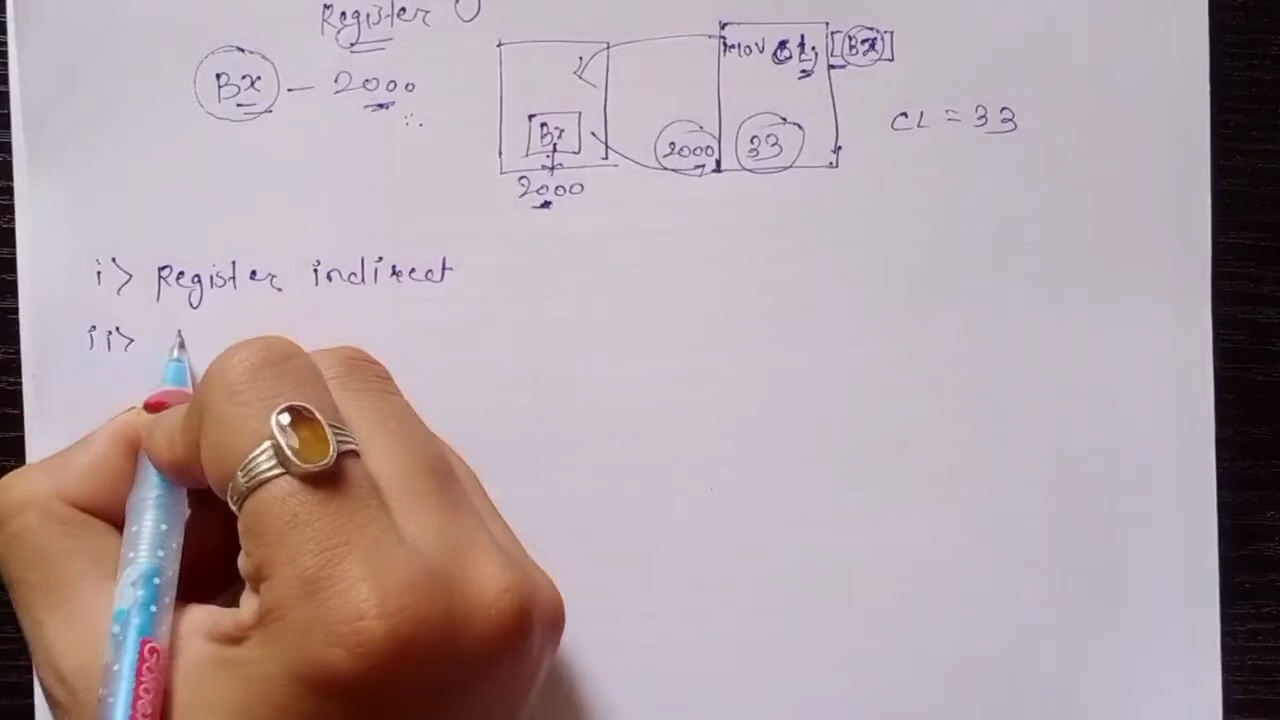 Register
Bx - 2000
Mov CL, [Bx]
Bx
2000
2000
33
CL = 33
i> Register indirect
ii>